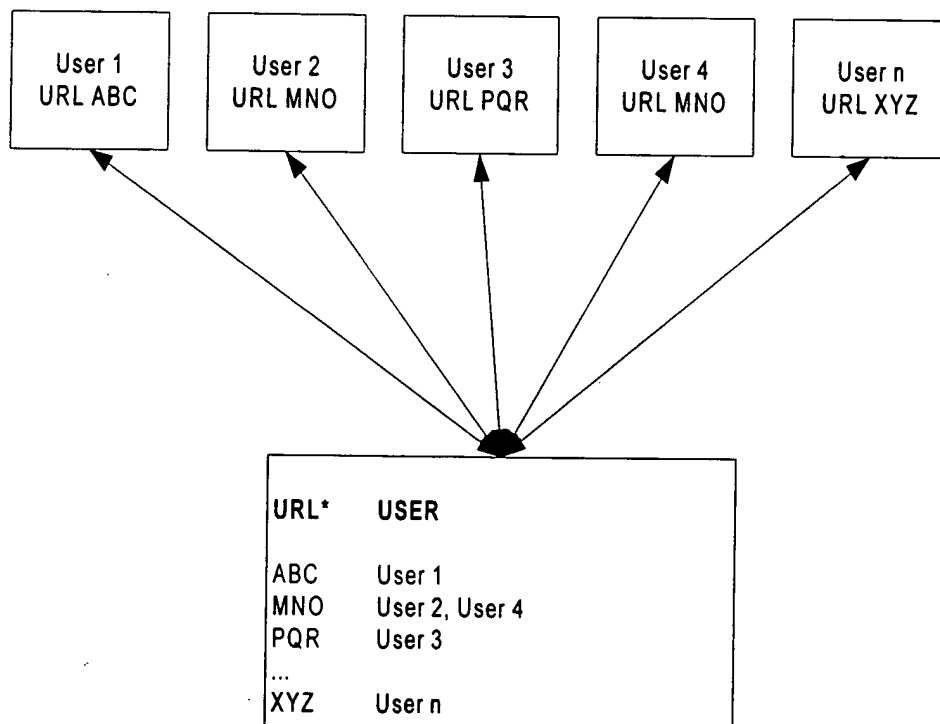 User 1
URL ABC
User 2
URL MNO
User 3
URL PQR
User 4
URL MNO
User n
URL XYZ
URL* USER
ABC User 1
MNO User 2, User 4
PQR User 3
...
XYZ User n